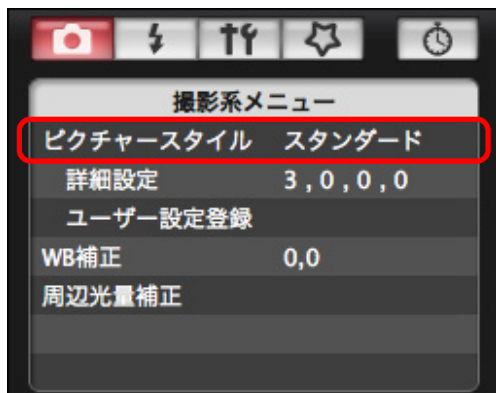 撮影系メニュー
ピクチャースタイル スタンダード
詳細設定 3 , 0 , 0 , 0
ユーザー設定登録
WB補正 0,0
周辺光量補正